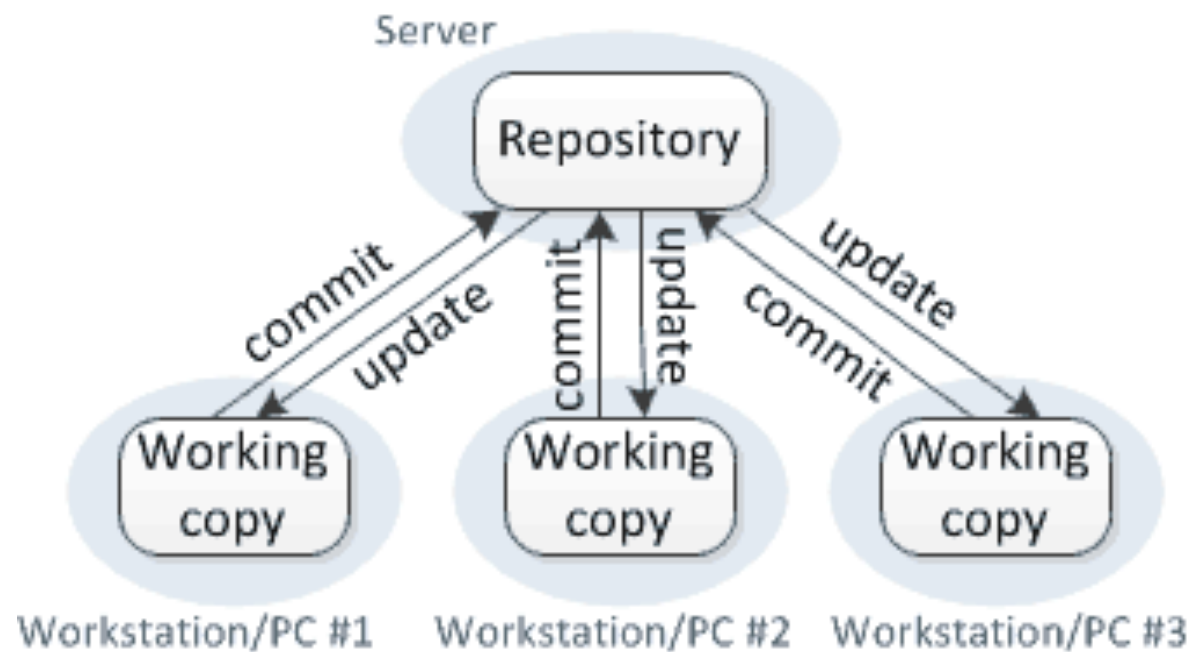 Server
Repository
commit
update
commit
update
commit
update
Working
copy
Working
copy
Working
copy
Workstation/PC #1
Workstation/PC #2
Workstation/PC #3